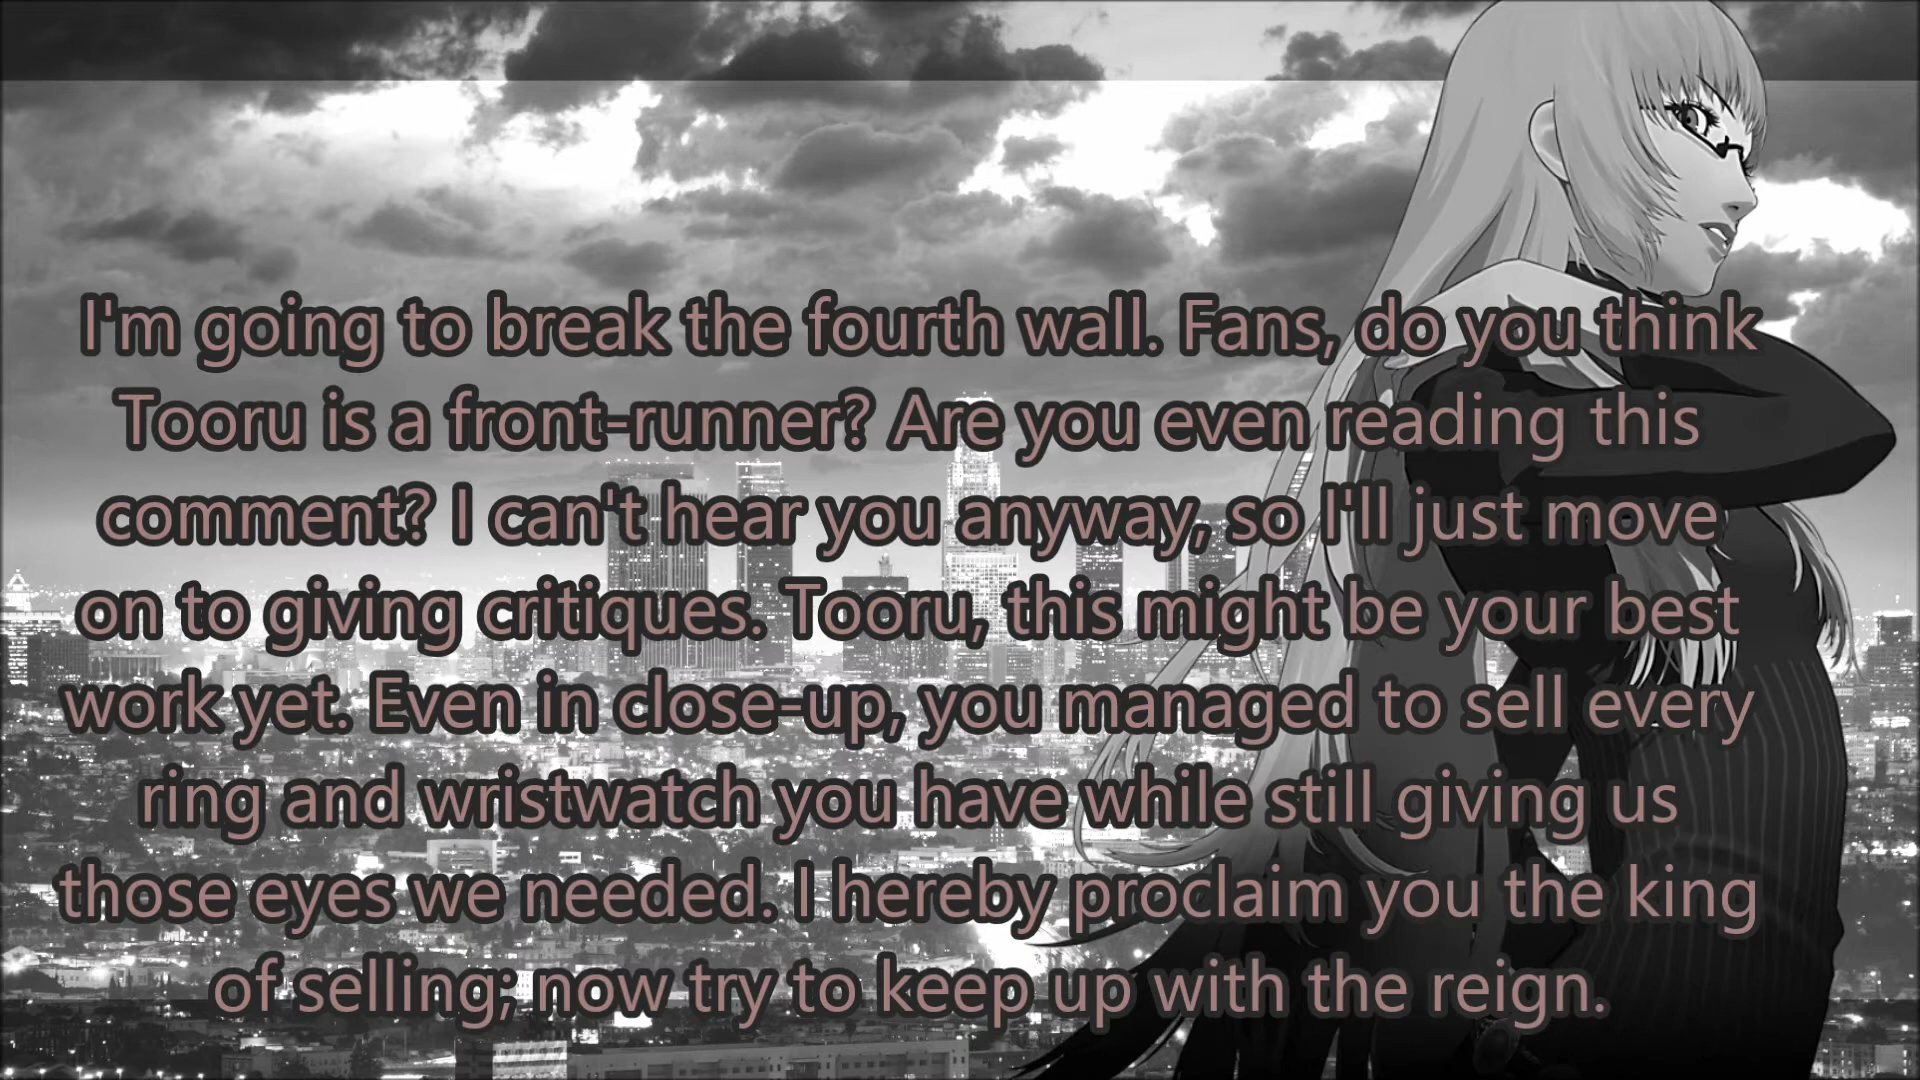 I'm going to break the fourth wall. Fans, do you think
Tooru is a front-runner? Are you even reading this
comment? I can't hear you anyway, so I'll just move
on to giving critiques. Tooru, this might be your best
work yet. Even in close-up, you managed to sell every
ring and wristwatch you have while still giving us
those eyes we needed. I hereby proclaim you the king
of selling; now try to keep up with the reign.